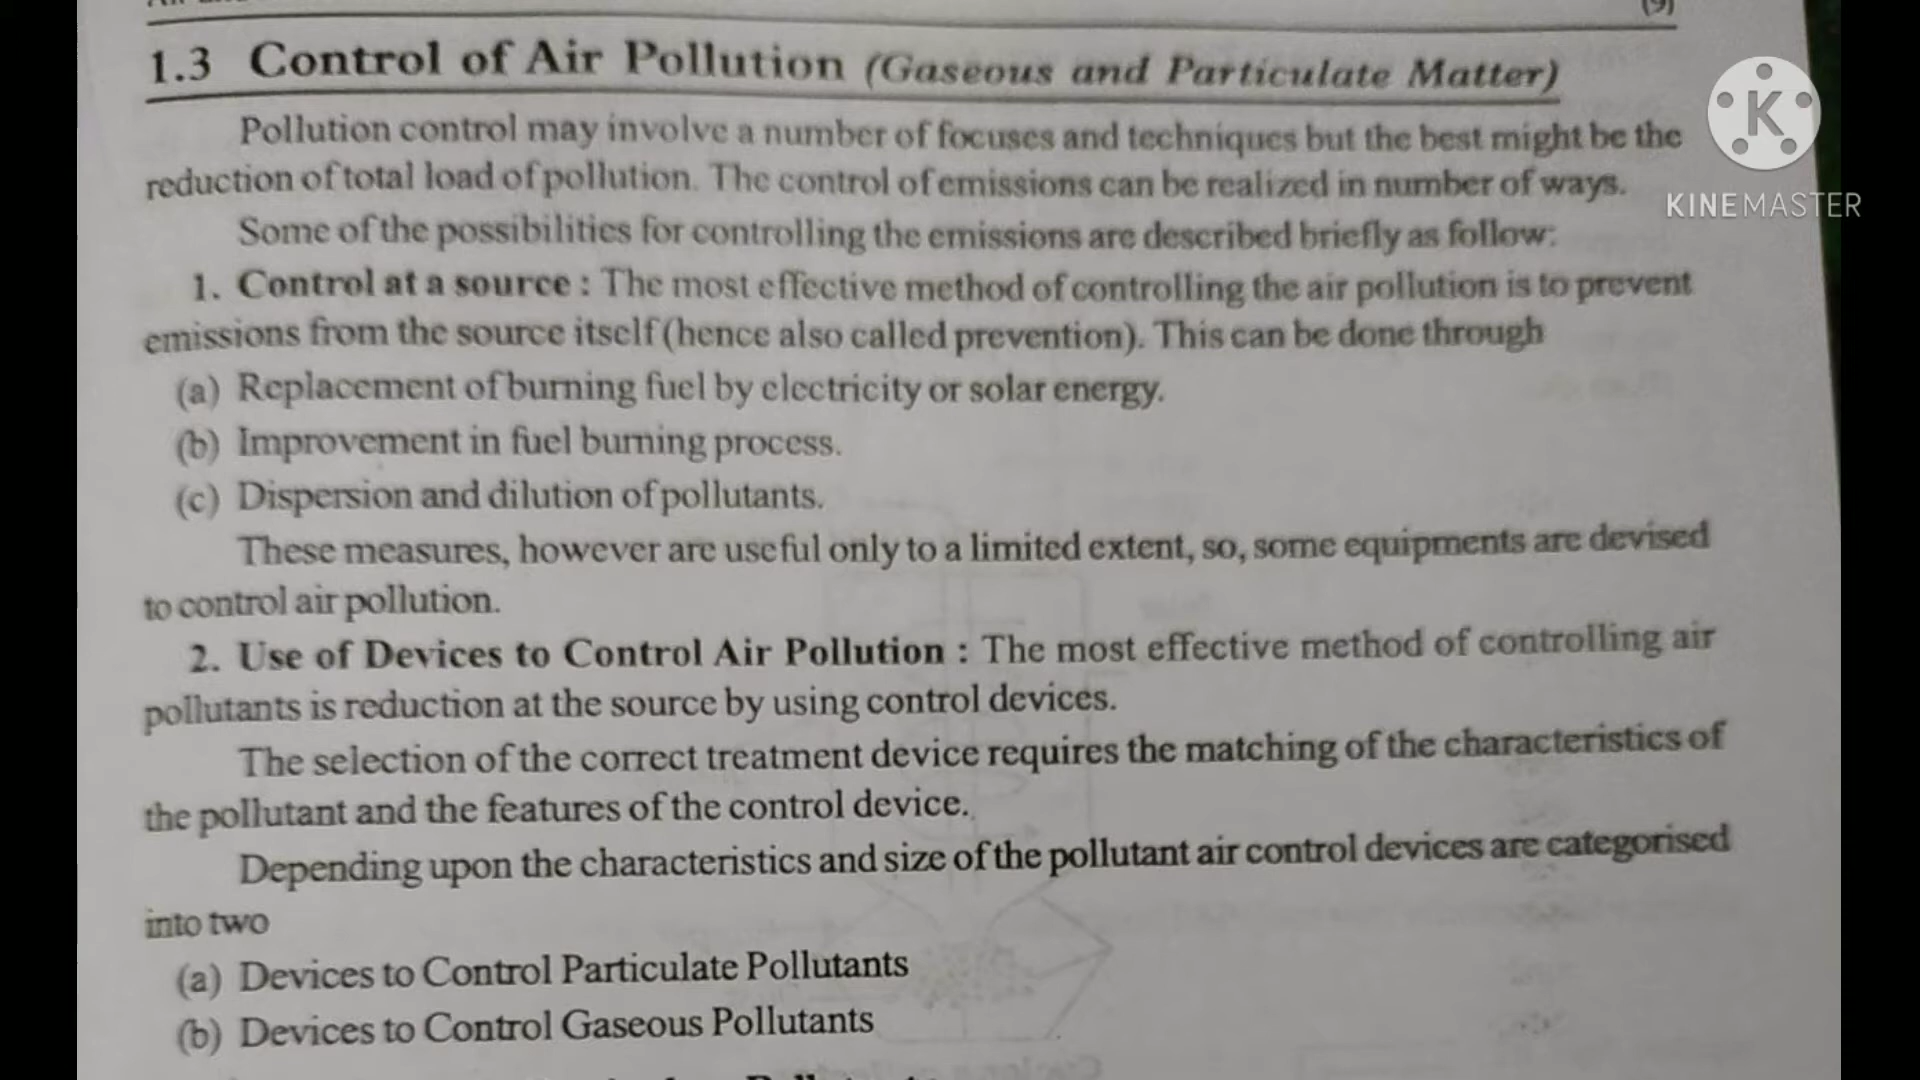 (9)
1.3 Control of Air Pollution (Gaseous and Particulate Matter)
Pollution control may involve a number of focuses and techniques but the best might be the
reduction of total load of pollution. The control of emissions can be realized in number of ways.
Some of the possibilities for controlling the emissions are described briefly as follow:
1. Control at a source : The most effective method of controlling the air pollution is to prevent
emissions from the source itself (hence also called prevention). This can be done through
(a) Replacement of burning fuel by electricity or solar energy.
(b) Improvement in fuel burning process.
(c) Dispersion and dilution of pollutants.
These measures, however are useful only to a limited extent, so, some equipments are devised
to control air pollution.
2. Use of Devices to Control Air Pollution : The most effective method of controlling air
pollutants is reduction at the source by using control devices.
The selection of the correct treatment device requires the matching of the characteristics of
the pollutant and the features of the control device.
Depending upon the characteristics and size of the pollutant air control devices are categorised
into two
(a) Devices to Control Particulate Pollutants
(b) Devices to Control Gaseous Pollutants
K
KINEMASTER